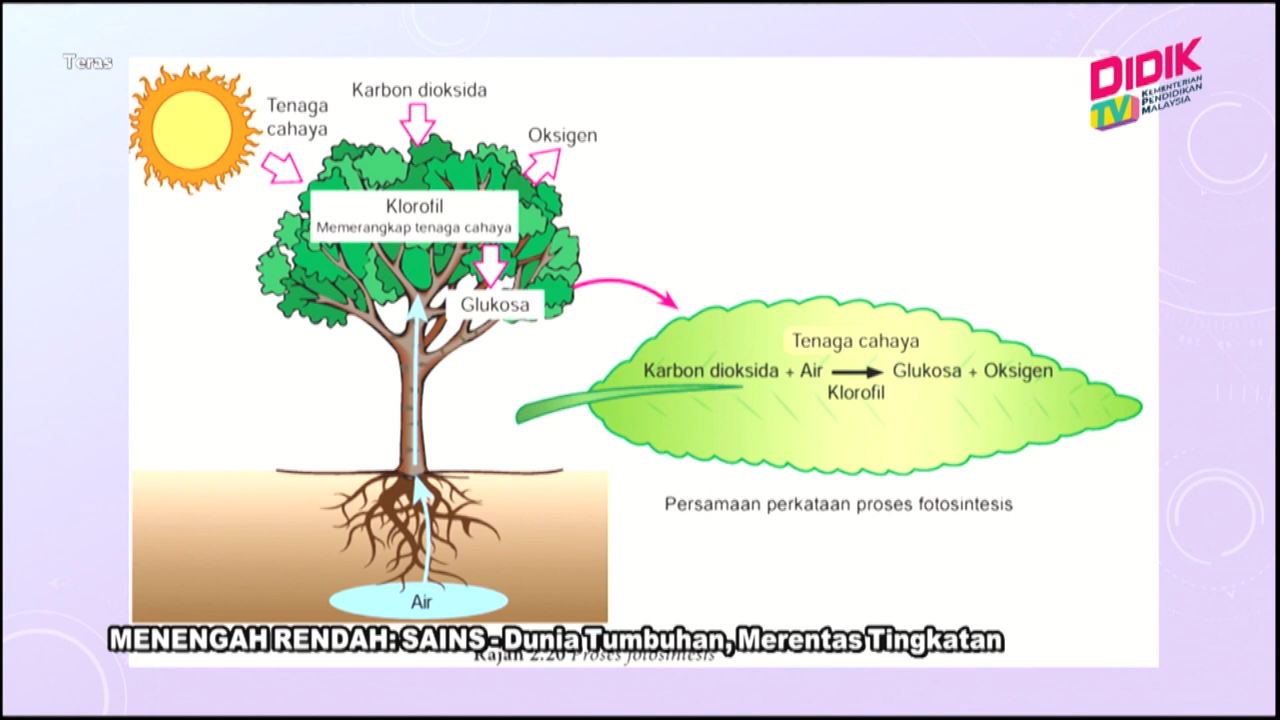 Teras
DIDIK
TV
KEMENTERIAN
PENDIDIKAN
MALAYSIA
Karbon dioksida
Tenaga
cahaya
Oksigen
Klorofil
Memerangkap tenaga cahaya
Glukosa
Tenaga cahaya
Karbon dioksida + Air → Glukosa + Oksigen
Klorofil
Persamaan perkataan proses fotosintesis
Air
MENENGAH RENDAH: SAINS - Dunia Tumbuhan, Merentas Tingkatan
Rajah 2.20 Proses fotosintesis